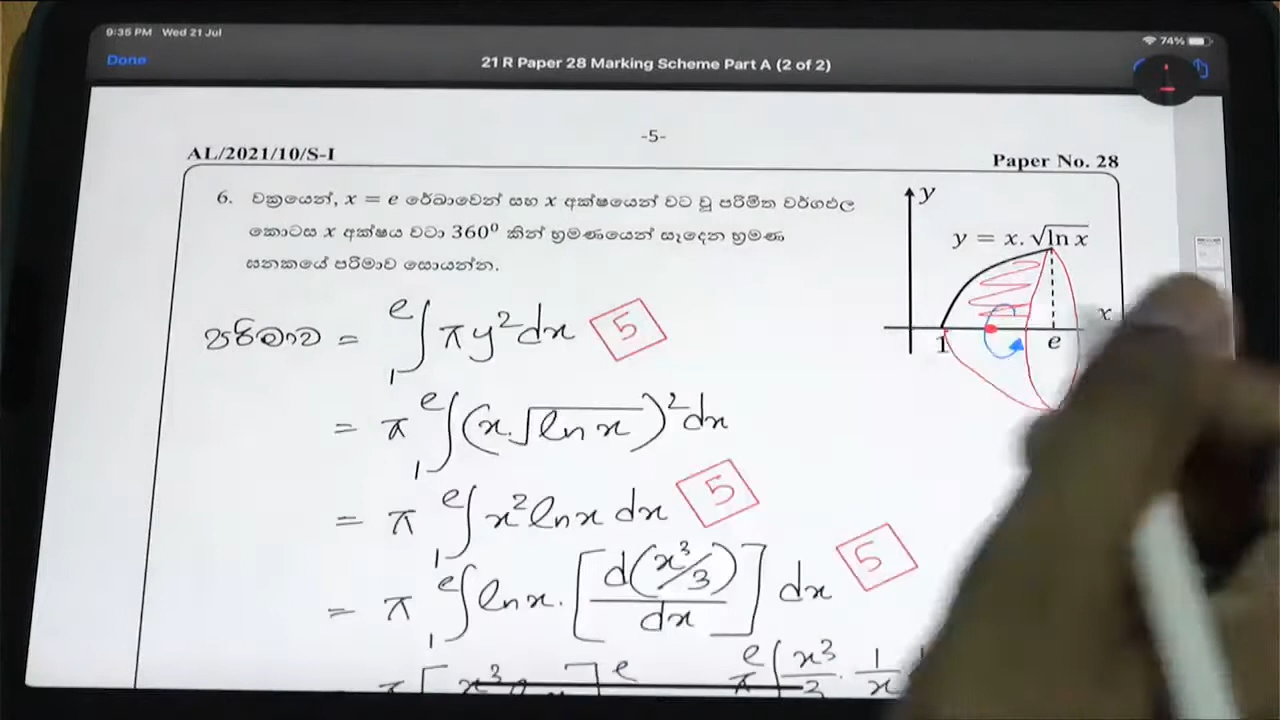 9:35 PM Wed 21 Jul
74%
Done
21 R Paper 28 Marking Scheme Part A (2 of 2)
-5-
AL/2021/10/S-I
Paper No. 28
6. වක්‍රයෙන්, x = e රේඛාවෙන් සහ x අක්ෂයෙන් වට වූ පරිමිත වර්ගඵල
කොටස x අක්ෂය වටා 360⁰ කින් භ්‍රමණයෙන් සෑදෙන භ්‍රමණ
ඝනකයේ පරිමාව සොයන්න.
y
y = x. √ln x
x
1
e
පරිමාව = ₁ᵉ∫ πy² dx 5
= π ₁ᵉ∫ (x.√ln x)² dx
= π ₁ᵉ∫ x² ln x dx 5
= π ₁ᵉ∫ ln x. [d(x³/3)/dx] dx 5